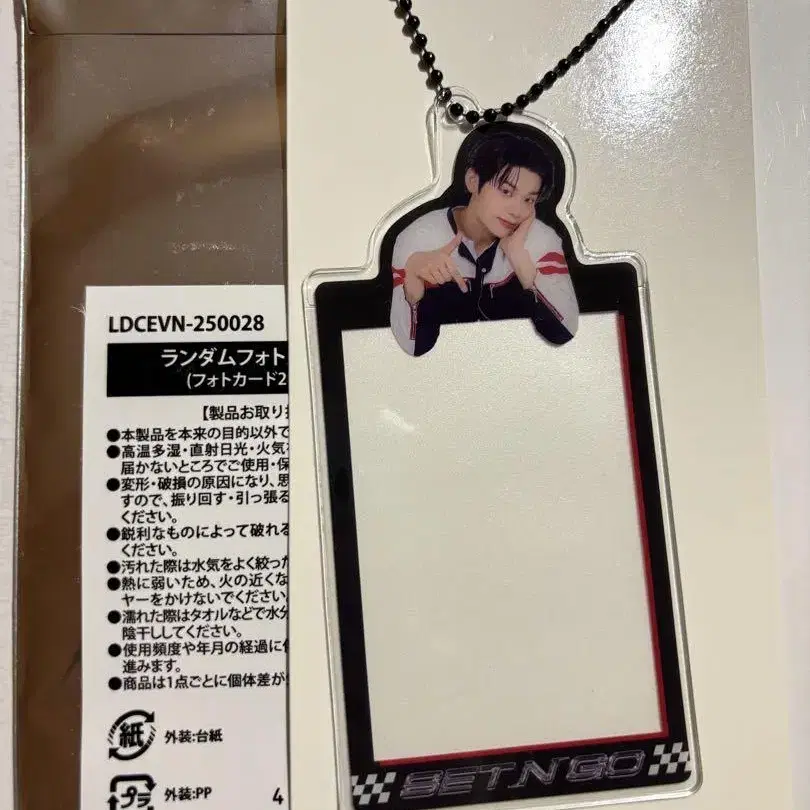 LDCEVN-250028
ランダムフォト
(フォトカード2
【製品お取り扱
●本製品を本来の目的以外で
●高温多湿・直射日光・火気
届かないところでご使用・保
●変形・破損の原因になり、思
すので、振り回す・引っ張る
ください。
●鋭利なものによって破れる
ください。
●汚れた際は水気をよく絞った
●熱に弱いため、火の近くな
ヤーをかけないでください。
●濡れた際はタオルなどで水分
陰干ししてください。
●使用頻度や年月の経過に
進みます。
●商品は1点ごとに個体差が
紙 外装:台紙
プラ 外装:PP
4
SET N GO